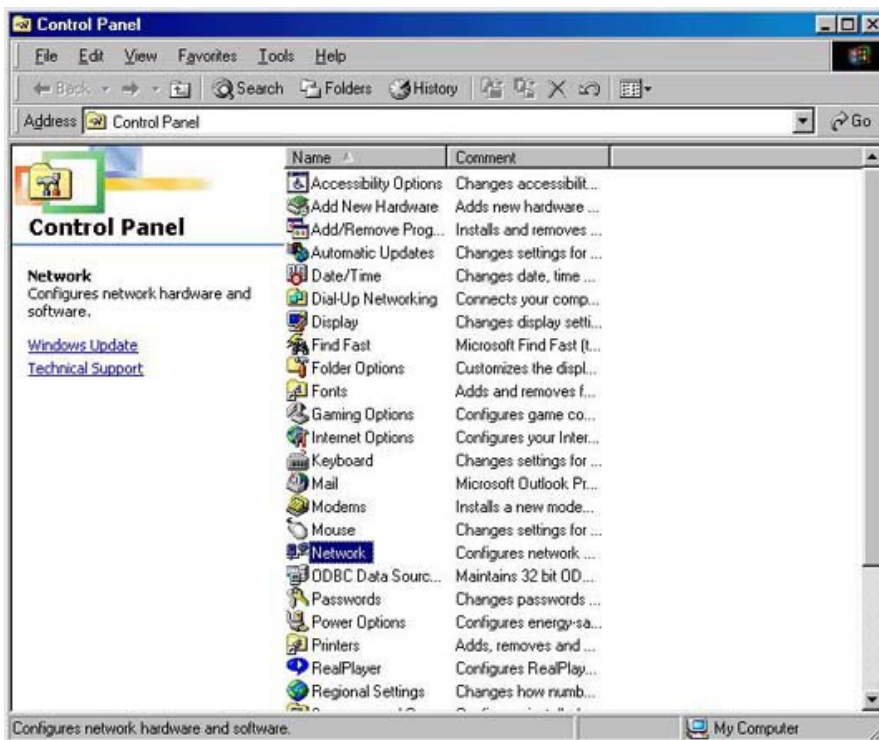 Control Panel
File Edit View Favorites Tools Help
Back Search Folders History
Address Control Panel Go
Name Comment
Control Panel
Network
Configures network hardware and
software.
Windows Update
Technical Support
Accessibility Options Changes accessibilit...
Add New Hardware Adds new hardware ...
Add/Remove Prog... Installs and removes ...
Automatic Updates Changes settings for ...
Date/Time Changes date, time ...
Dial-Up Networking Connects your comp...
Display Changes display setti...
Find Fast Microsoft Find Fast (t...
Folder Options Customizes the displ...
Fonts Adds and removes f...
Gaming Options Configures game co...
Internet Options Configures your Inter...
Keyboard Changes settings for ...
Mail Microsoft Outlook Pr...
Modems Installs a new mode...
Mouse Changes settings for ...
Network Configures network ...
ODBC Data Sourc... Maintains 32 bit OD...
Passwords Changes passwords ...
Power Options Configures energy-sa...
Printers Adds, removes and ...
RealPlayer Configures RealPlay...
Regional Settings Changes how numb...
Configures network hardware and software. My Computer